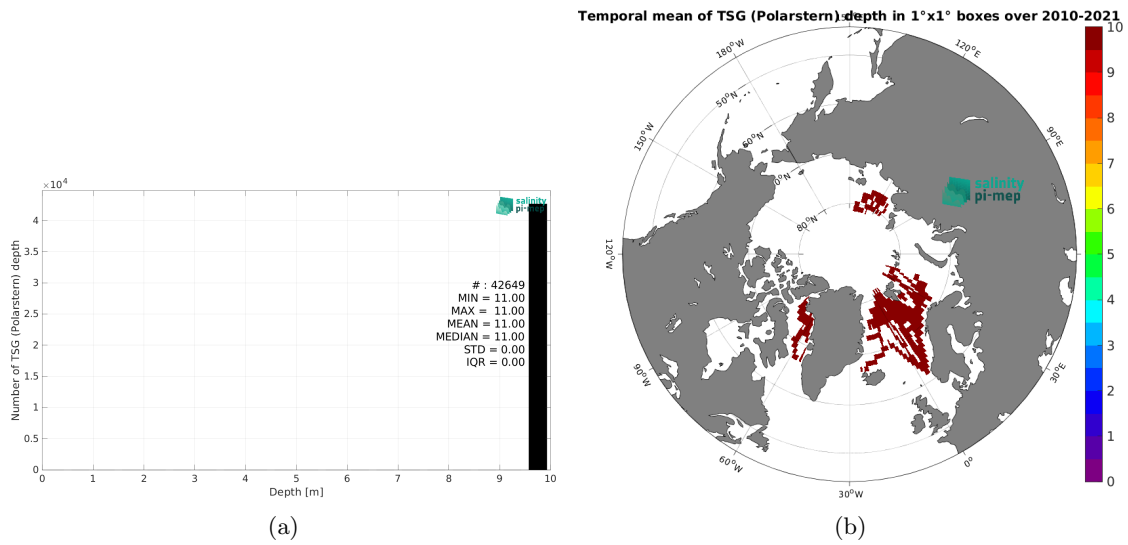 ×10⁴
4
3.5
3
2.5
2
1.5
1
0.5
0
Number of TSG (Polarstern) depth
salinity
pi-mep
# : 42649
MIN = 11.00
MAX = 11.00
MEAN = 11.00
MEDIAN = 11.00
STD = 0.00
IQR = 0.00
0 1 2 3 4 5 6 7 8 9 10
Depth [m]
(a)
Temporal mean of TSG (Polarstern) depth in 1°x1° boxes over 2010-2021
180°W
120°E
150°W
90°E
120°W
30°E
90°W
0°
60°W
30°W
50°N
60°N
0°N
80°N
salinity
pi-mep
10
9
8
7
6
5
4
3
2
1
0
(b)